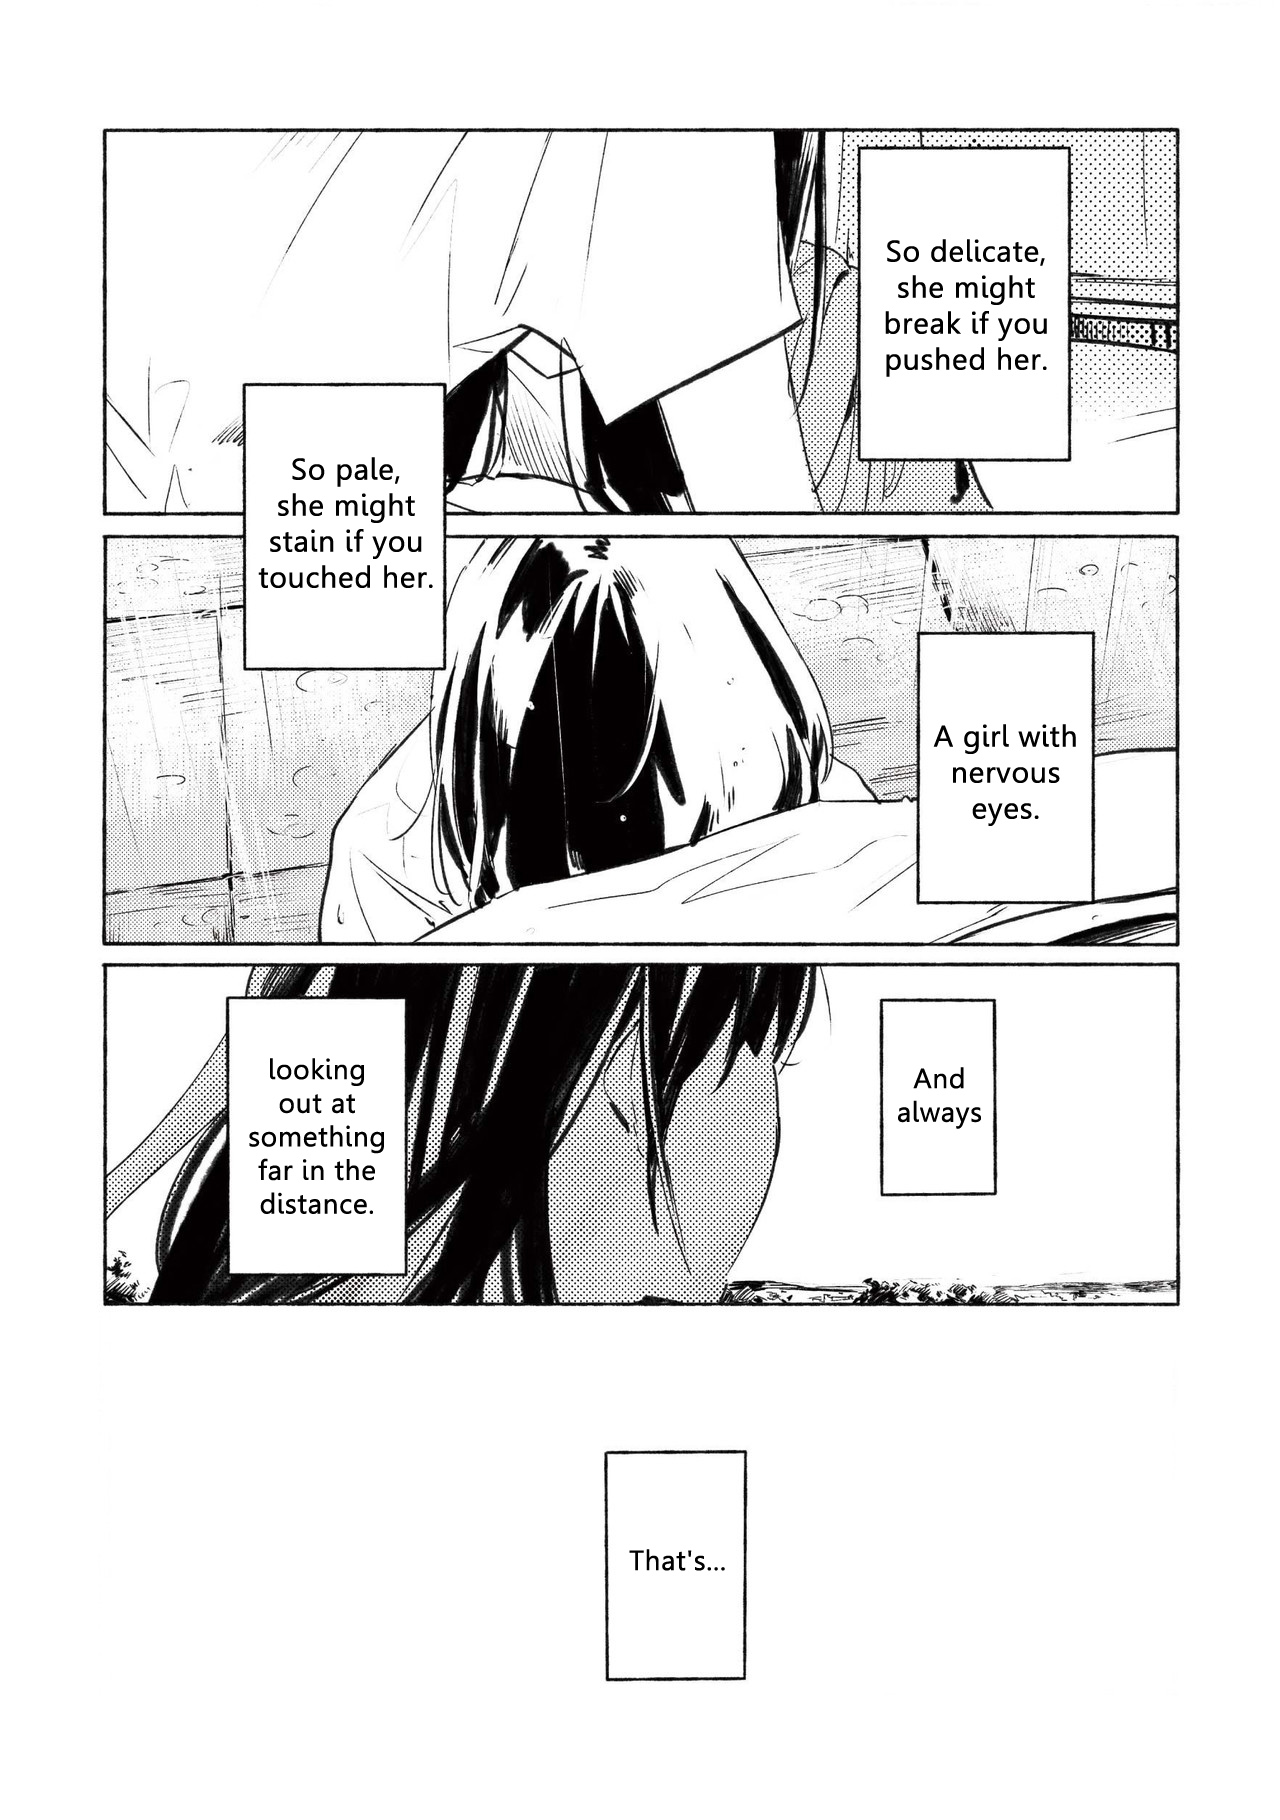 So delicate,
she might
break if you
pushed her.
So pale,
she might
stain if you
touched her.
A girl with
nervous
eyes.
And
always
looking
out at
something
far in the
distance.
That's...